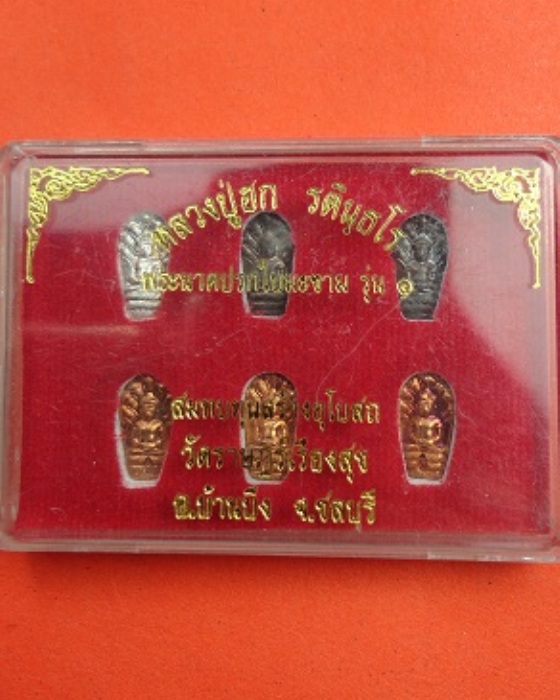 หลวงปู่ฮก รติมฺธโร
พระนาคปรกใบมะขาม รุ่น ๑
สมทบทุนสร้างอุโบสถ
วัดราษฎร์เรืองสุข
อ.บ้านบึง จ.ชลบุรี